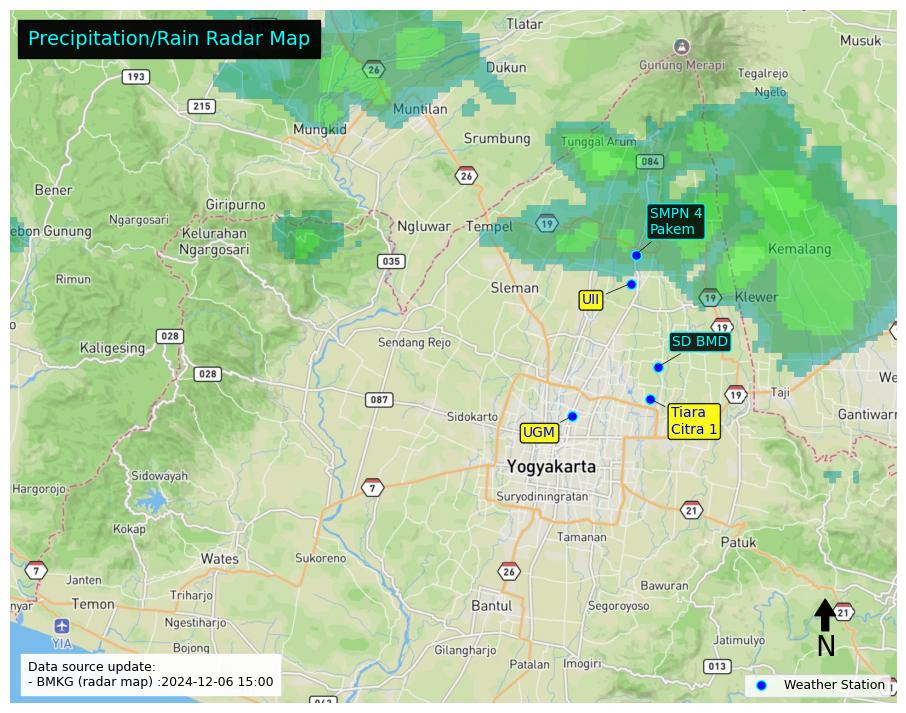 Precipitation/Rain Radar Map
Tlatar
Musuk
26
Dukun
Gunung Merapi
Tegalrejo
Ngelo
193
215
Muntilan
Mungkid
Srumbung
Tunggal Arum
084
26
Bener
Giripurno
Ngargosari
Kelurahan
Ngargosari
ebon Gunung
Ngluwar
Tempel
19
SMPN 4
Pakem
Kemalang
035
Rimun
Sleman
UII
19
Klewer
19
028
Kaligesing
Sendang Rejo
SD BMD
028
087
We
Taji
19
Sidokarto
Tiara
Citra 1
Gantiwarn
UGM
Yogyakarta
Sidowayah
Hargorojo
7
Suryodiningratan
21
Kokap
Tamanan
Patuk
Wates
Sukoreno
7
Janten
26
Bawuran
Triharjo
nyar
Temon
Bantul
Segoroyoso
21
Ngestiharjo
YIA
N
Bojong
Gilangharjo
Jatimulyo
Patalan
Imogiri
013
Data source update:
- BMKG (radar map) :2024-12-06 15:00
Weather Station